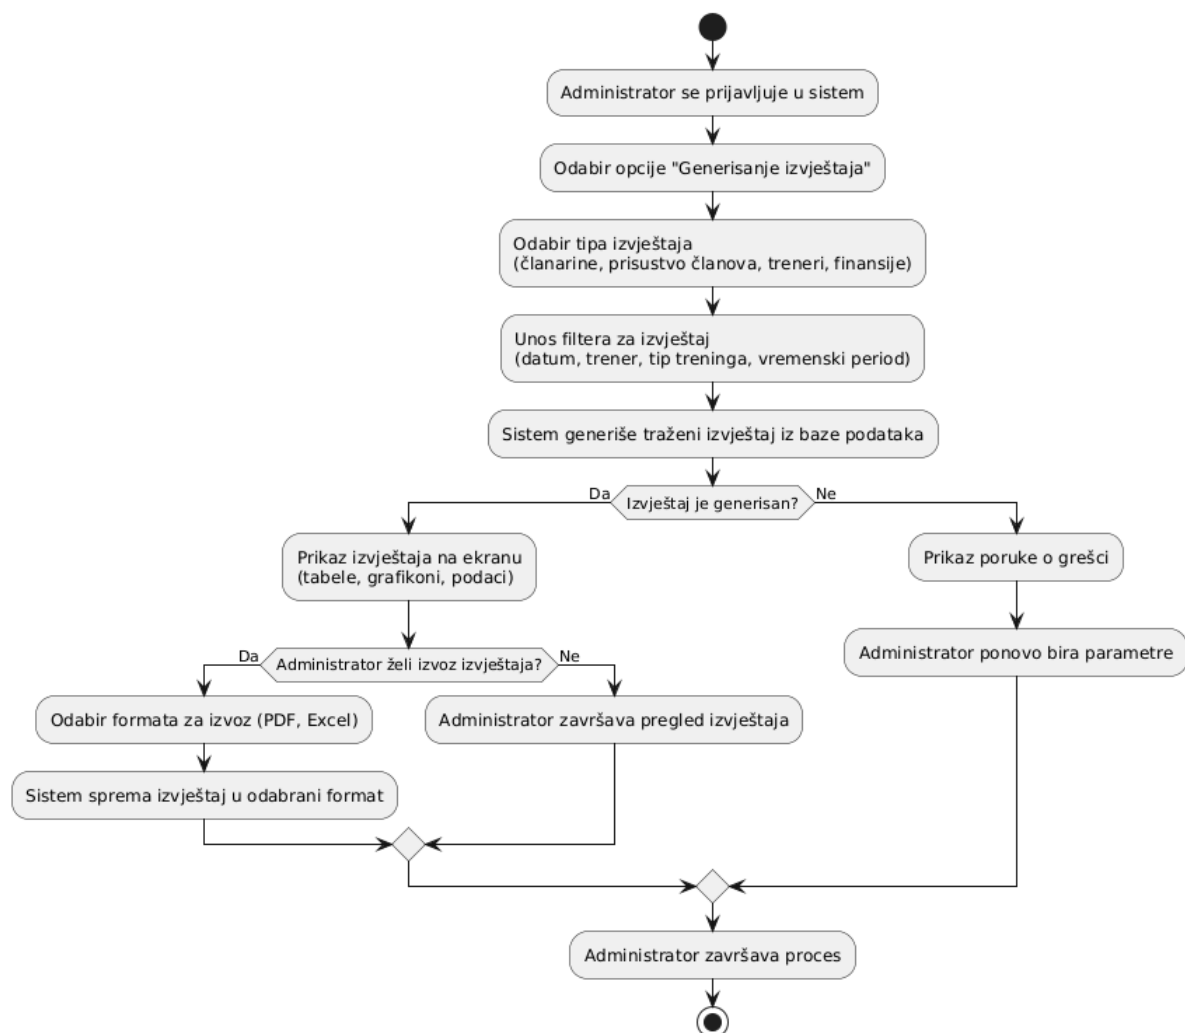 Administrator se prijavljuje u sistem
Odabir opcije "Generisanje izvještaja"
Odabir tipa izvještaja
(članarine, prisustvo članova, treneri, finansije)
Unos filtera za izvještaj
(datum, trener, tip treninga, vremenski period)
Sistem generiše traženi izvještaj iz baze podataka
Da
Izvještaj je generisan?
Ne
Prikaz izvještaja na ekranu
(tabele, grafikoni, podaci)
Prikaz poruke o grešci
Da
Administrator želi izvoz izvještaja?
Ne
Administrator ponovo bira parametre
Odabir formata za izvoz (PDF, Excel)
Administrator završava pregled izvještaja
Sistem sprema izvještaj u odabrani format
Administrator završava proces